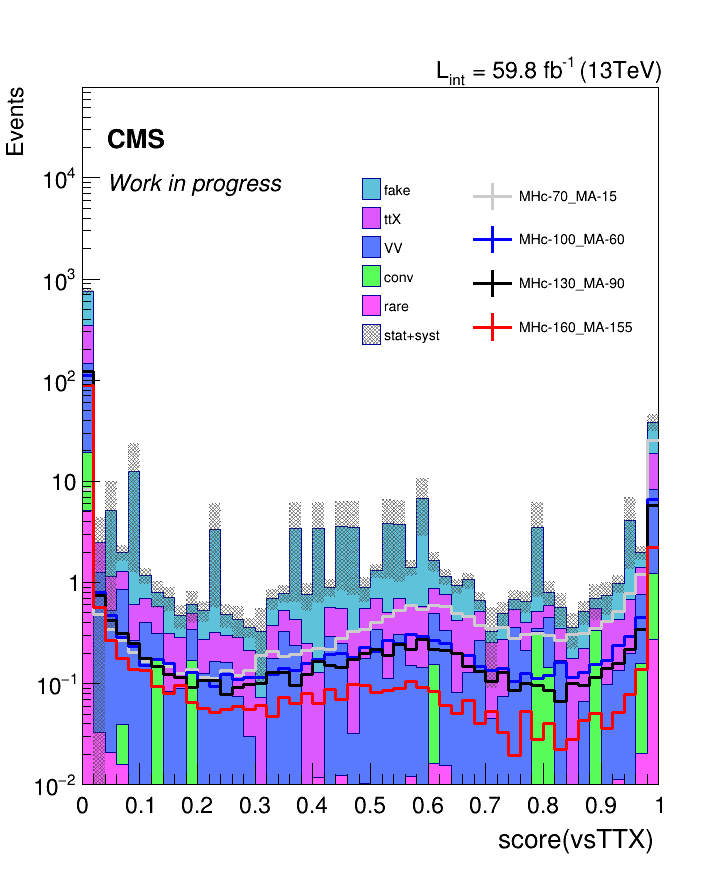 L_int = 59.8 fb^-1 (13TeV)
Events
CMS
Work in progress
fake
ttX
VV
conv
rare
stat+syst
MHc-70_MA-15
MHc-100_MA-60
MHc-130_MA-90
MHc-160_MA-155
10^4
10^3
10^2
10
1
10^-1
10^-2
0 0.1 0.2 0.3 0.4 0.5 0.6 0.7 0.8 0.9 1
score(vsTTX)